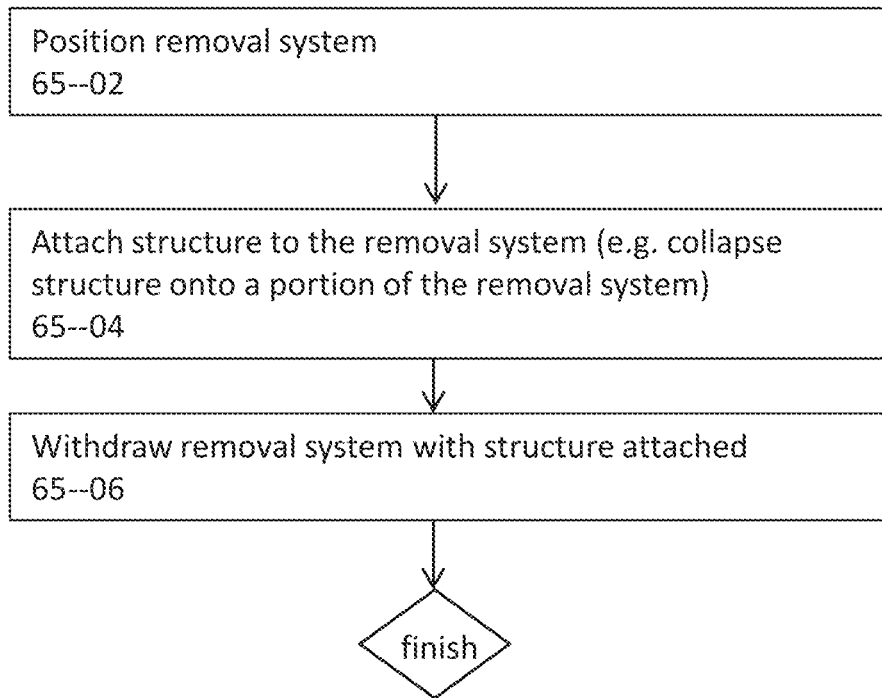 Position removal system
65--02
Attach structure to the removal system (e.g. collapse
structure onto a portion of the removal system)
65--04
Withdraw removal system with structure attached
65--06
finish